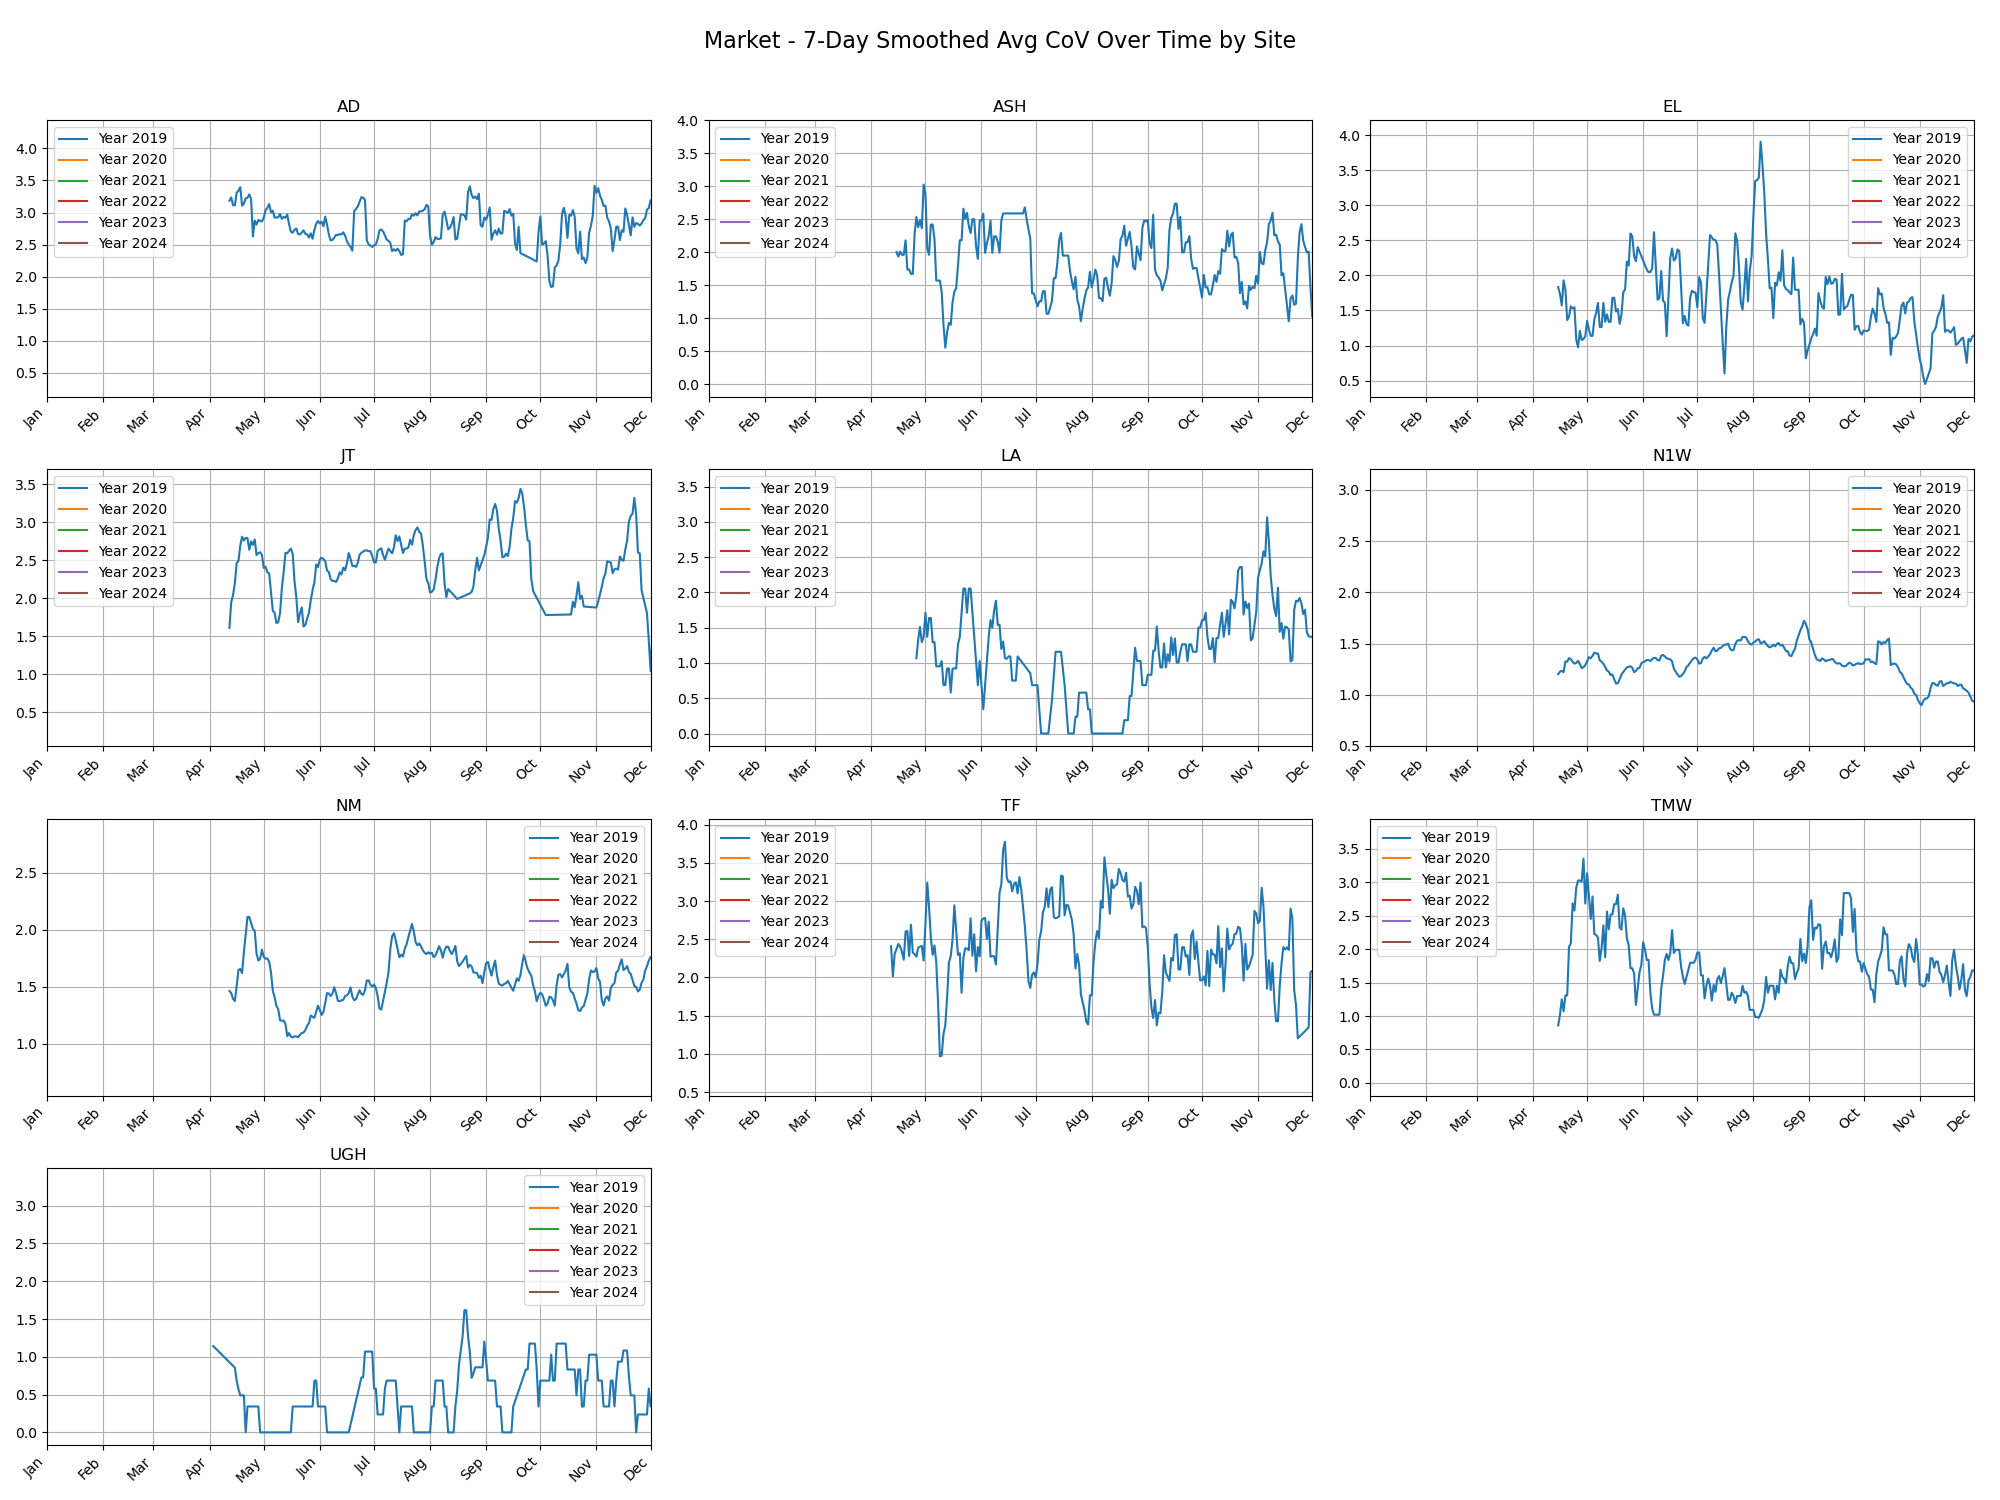 Market - 7-Day Smoothed Avg CoV Over Time by Site
AD
Year 2019
Year 2020
Year 2021
Year 2022
Year 2023
Year 2024
4.0
3.5
3.0
2.5
2.0
1.5
1.0
0.5
Jan Feb Mar Apr May Jun Jul Aug Sep Oct Nov Dec
ASH
Year 2019
Year 2020
Year 2021
Year 2022
Year 2023
Year 2024
4.0
3.5
3.0
2.5
2.0
1.5
1.0
0.5
0.0
Jan Feb Mar Apr May Jun Jul Aug Sep Oct Nov Dec
EL
Year 2019
Year 2020
Year 2021
Year 2022
Year 2023
Year 2024
4.0
3.5
3.0
2.5
2.0
1.5
1.0
0.5
Jan Feb Mar Apr May Jun Jul Aug Sep Oct Nov Dec
JT
Year 2019
Year 2020
Year 2021
Year 2022
Year 2023
Year 2024
3.5
3.0
2.5
2.0
1.5
1.0
0.5
Jan Feb Mar Apr May Jun Jul Aug Sep Oct Nov Dec
LA
Year 2019
Year 2020
Year 2021
Year 2022
Year 2023
Year 2024
3.5
3.0
2.5
2.0
1.5
1.0
0.5
0.0
Jan Feb Mar Apr May Jun Jul Aug Sep Oct Nov Dec
N1W
Year 2019
Year 2020
Year 2021
Year 2022
Year 2023
Year 2024
3.0
2.5
2.0
1.5
1.0
0.5
Jan Feb Mar Apr May Jun Jul Aug Sep Oct Nov Dec
NM
Year 2019
Year 2020
Year 2021
Year 2022
Year 2023
Year 2024
2.5
2.0
1.5
1.0
Jan Feb Mar Apr May Jun Jul Aug Sep Oct Nov Dec
TF
Year 2019
Year 2020
Year 2021
Year 2022
Year 2023
Year 2024
4.0
3.5
3.0
2.5
2.0
1.5
1.0
0.5
Jan Feb Mar Apr May Jun Jul Aug Sep Oct Nov Dec
TMW
Year 2019
Year 2020
Year 2021
Year 2022
Year 2023
Year 2024
3.5
3.0
2.5
2.0
1.5
1.0
0.5
0.0
Jan Feb Mar Apr May Jun Jul Aug Sep Oct Nov Dec
UGH
Year 2019
Year 2020
Year 2021
Year 2022
Year 2023
Year 2024
3.0
2.5
2.0
1.5
1.0
0.5
0.0
Jan Feb Mar Apr May Jun Jul Aug Sep Oct Nov Dec